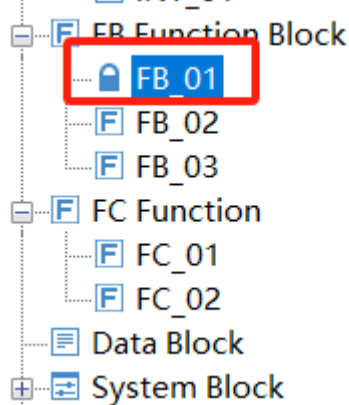 FB Function Block
FB_01
F FB_02
F FB_03
F FC Function
F FC_01
F FC_02
Data Block
System Block